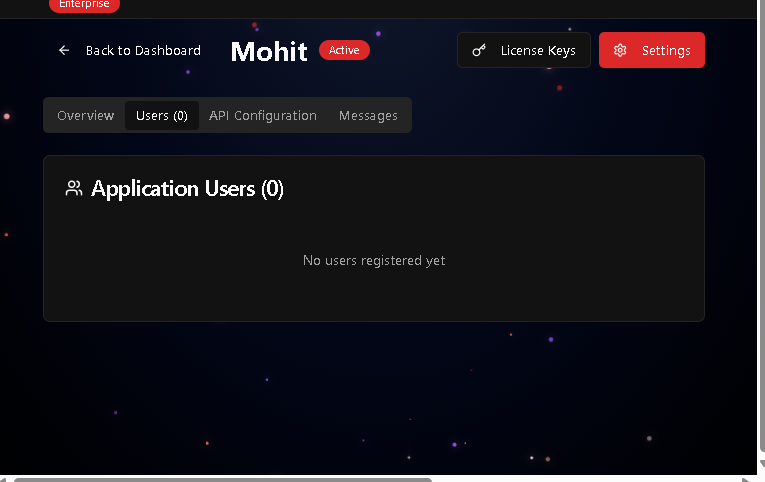 Enterprise
Back to Dashboard Mohit Active License Keys Settings
Overview Users (0) API Configuration Messages
Application Users (0)
No users registered yet